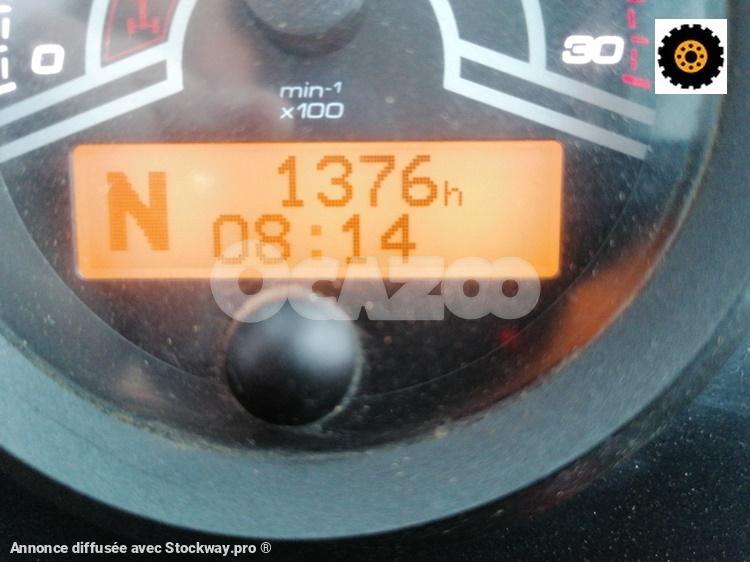 0
30
min-1
x100
N
1376h
08:14
OCAZOO
Annonce diffusée avec Stockway.pro ®